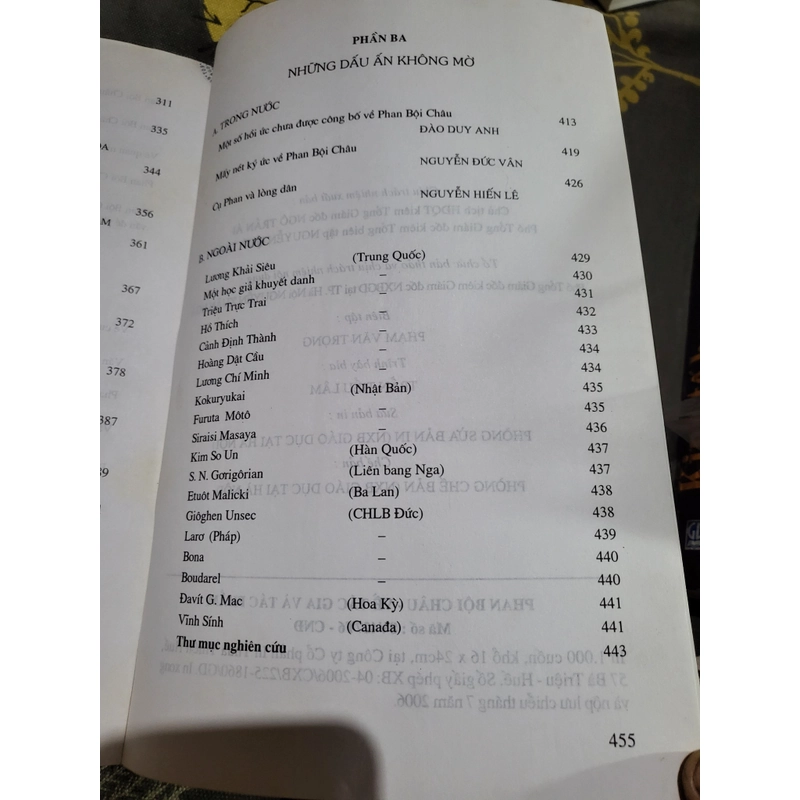 311
335
344
356
361
367
372
378
387
PHẦN BA
NHỮNG DẤU ẤN KHÔNG MỜ
A. TRONG NƯỚC
Một số hồi ức chưa được công bố về Phan Bội Châu 413
ĐÀO DUY ANH
Mấy nét ký ức về Phan Bội Châu 419
NGUYỄN ĐỨC VÂN
Cụ Phan và lòng dân 426
NGUYỄN HIẾN LÊ
B. NGOÀI NƯỚC
Lương Khải Siêu (Trung Quốc) 429
Một học giả khuyết danh – 430
Triệu Trực Trai – 431
Hồ Thích – 432
Cảnh Định Thành – 433
Hoàng Dật Cầu – 434
Lương Chí Minh – 434
Kokuryukai (Nhật Bản) 435
Furuta Môtô – 435
Siraisi Masaya – 436
Kim So Un (Hàn Quốc) 437
S. N. Gơrigôrian (Liên bang Nga) 437
Etuôt Malicki (Ba Lan) 438
Giôghen Unsec (CHLB Đức) 438
Larơ (Pháp) – 439
Bona – 440
Boudarel – 440
Đavít G. Mac (Hoa Kỳ) 441
Vĩnh Sính (Canađa) 441
Thư mục nghiên cứu 443
455